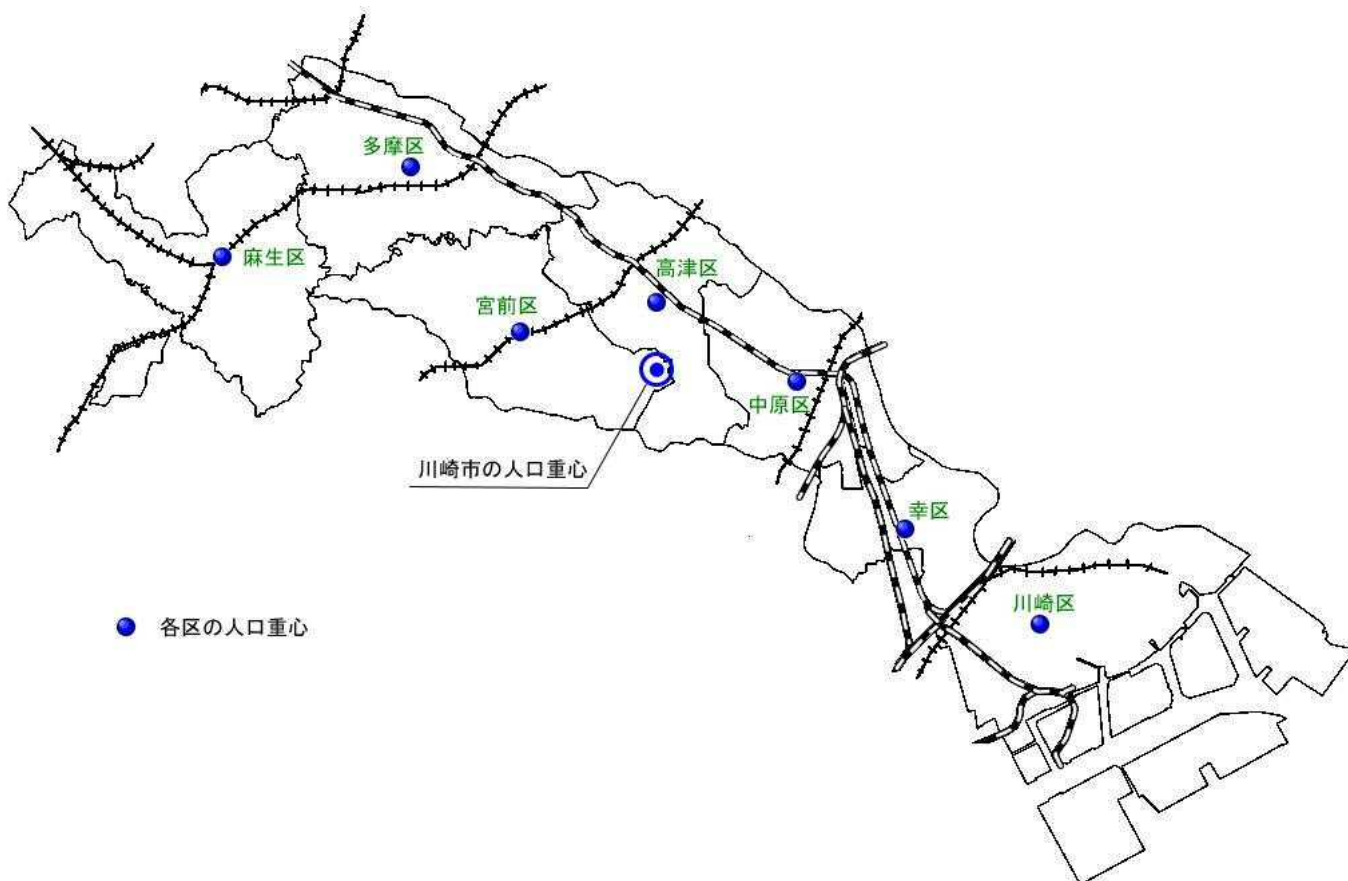 多摩区
麻生区
高津区
宮前区
中原区
川崎市の人口重心
幸区
川崎区
各区の人口重心